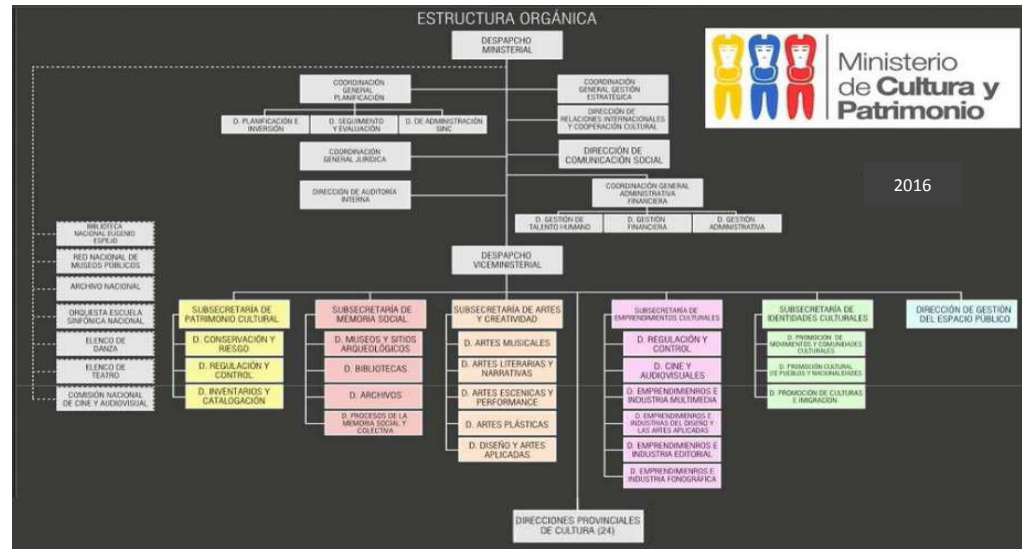 ESTRUCTURA ORGÁNICA
DESPAPCHO
MINISTERIAL
Ministerio
de Cultura y
Patrimonio
2016
COORDINACIÓN
GENERAL
PLANIFICACIÓN
COORDINACIÓN
GENERAL GESTIÓN
ESTRATÉGICA
D. PLANIFICACIÓN E
INVERSIÓN
D. SEGUIMIENTO
Y EVALUACIÓN
D. DE ADMINISTRACIÓN
SINC
DIRECCIÓN DE
RELACIONES INTERNACIONALES
Y COOPERACIÓN CULTURAL
COORDINACIÓN
GENERAL JURÍDICA
DIRECCIÓN DE
COMUNICACIÓN SOCIAL
DIRECCIÓN DE AUDITORÍA
INTERNA
COORDINACIÓN GENERAL
ADMINISTRATIVA
FINANCIERA
D. GESTIÓN DE
TALENTO HUMANO
D. GESTIÓN
FINANCIERA
D. GESTIÓN
ADMINISTRATIVA
DESPAPCHO
VICEMINISTERIAL
BIBLIOTECA
NACIONAL EUGENIO
ESPEJO
RED NACIONAL DE
MUSEOS PÚBLICOS
ARCHIVO NACIONAL
ORQUESTA ESCUELA
SINFÓNICA NACIONAL
ELENCO DE
DANZA
ELENCO DE
TEATRO
COMISIÓN NACIONAL
DE CINE Y AUDIOVISUAL
SUBSECRETARÍA DE
PATRIMONIO CULTURAL
D. CONSERVACIÓN Y
RIESGO
D. REGULACIÓN Y
CONTROL
D. INVENTARIOS Y
CATALOGACIÓN
SUBSECRETARÍA DE
MEMORIA SOCIAL
D. MUSEOS Y SITIOS
ARQUEOLÓGICOS
D. BIBLIOTECAS
D. ARCHIVOS
D. PROCESOS DE LA
MEMORIA SOCIAL Y
COLECTIVA
SUBSECRETARÍA DE ARTES
Y CREATIVIDAD
D. ARTES MUSICALES
D. ARTES LITERARIAS Y
NARRATIVAS
D. ARTES ESCENICAS Y
PERFORMANCE
D. ARTES PLÁSTICAS
D. DISEÑO Y ARTES
APLICADAS
SUBSECRETARÍA DE
EMPRENDIMIENTOS CULTURALES
D. REGULACIÓN Y
CONTROL
D. CINE Y
AUDIOVISUALES
D. EMPRENDIMIENROS E
INDUSTRIA MULTIMEDIA
D. EMPRENDIMIENROS E
INDUSTRIAS DEL DISEÑO Y
LAS ARTES APLICADAS
D. EMPRENDIMIENROS E
INDUSTRIA EDITORIAL
D. EMPRENDIMIENROS E
INDUSTRIA FONOGRÁFICA
SUBSECRETARÍA DE
IDENTIDADES CULTURALES
D. PROMOCIÓN DE
MOVIMIENTOS Y COMUNIDADES
CULTURALES
D. PROMOCIÓN CULTURAL
DE PUEBLOS Y NACIONALIDADES
D. PROMOCIÓN DE CULTURAS
E IMIGRACION
DIRECCIÓN DE GESTIÓN
DEL ESPACIO PÚBLICO
DIRECCIONES PROVINCIALES
DE CULTURA (24)